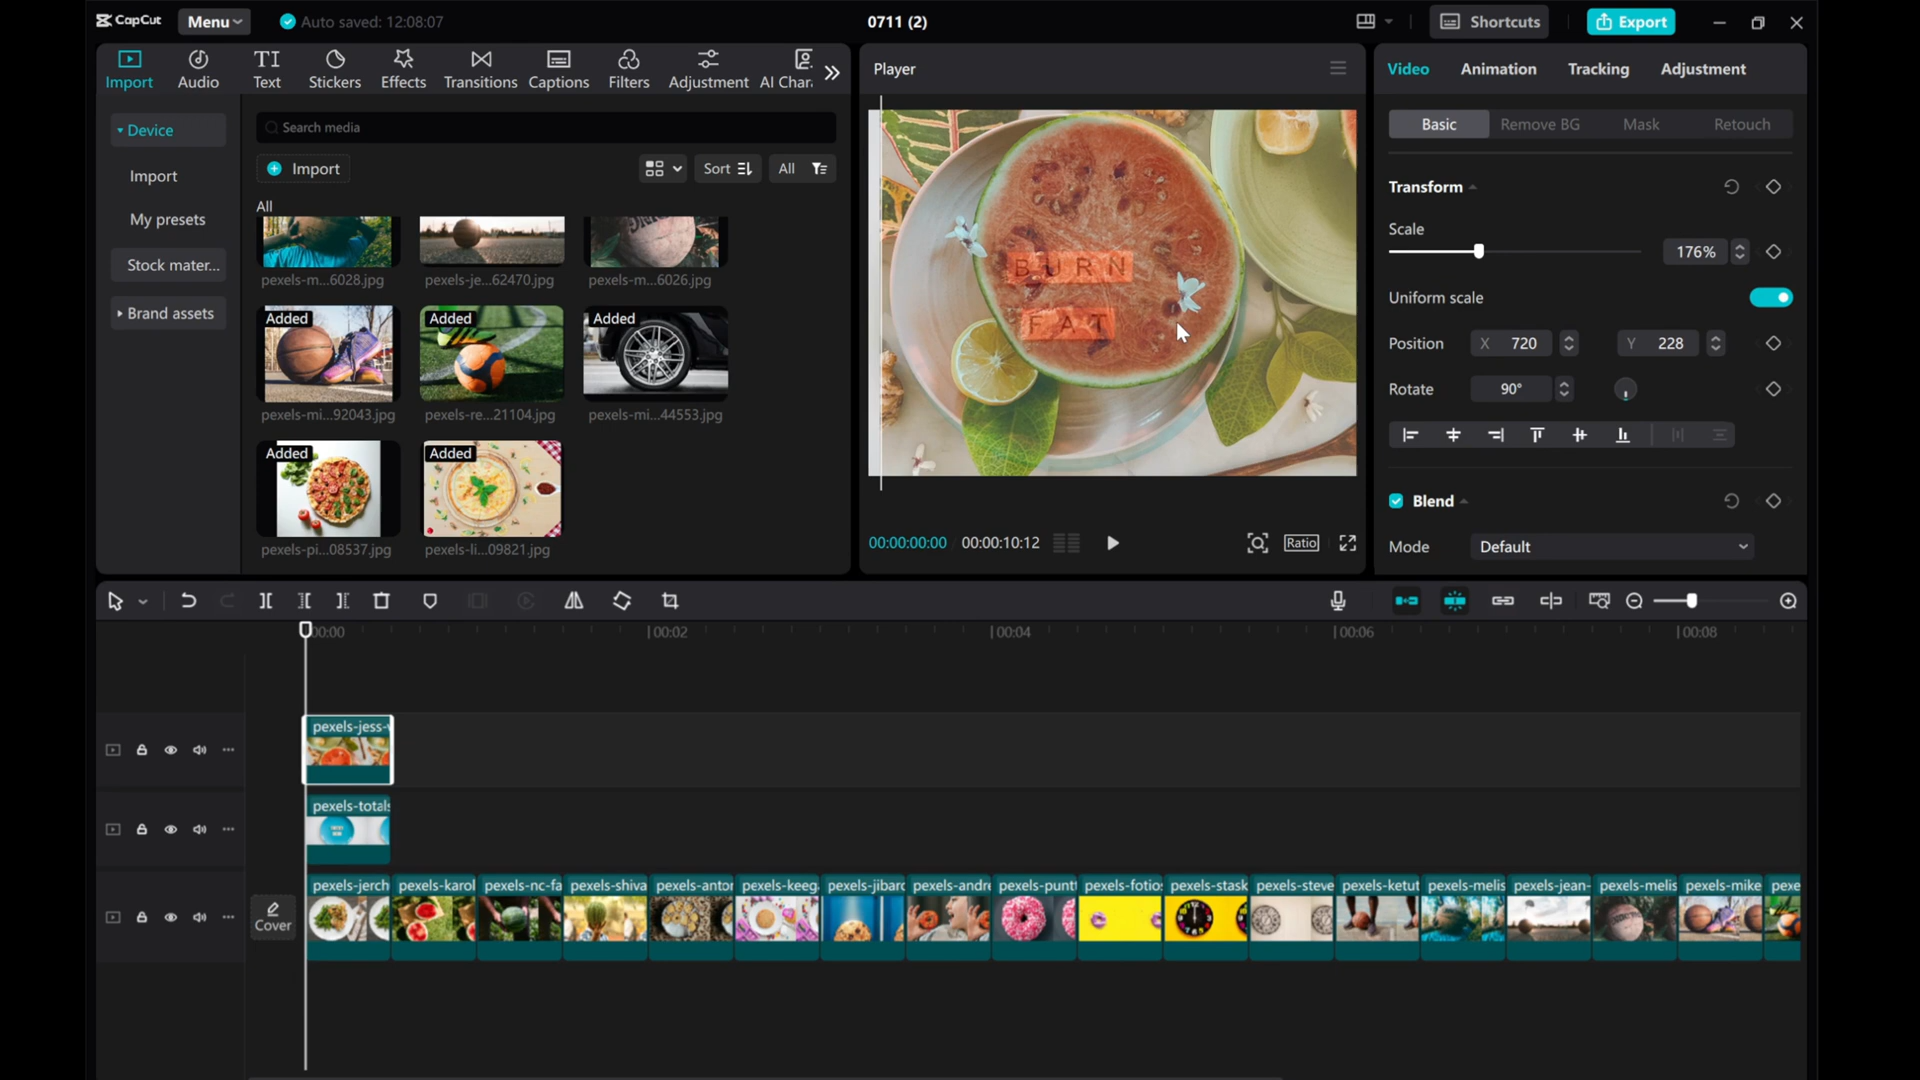 CapCut
Menu
Auto saved: 12:08:07
0711 (2)
Shortcuts
Export
Import
Audio
TI
Text
Stickers
Effects
Transitions
Captions
Filters
Adjustment
AI Char
Device
Import
My presets
Stock mater...
Brand assets
Search media
Import
Sort
All
All
pexels-m...6028.jpg
pexels-je...62470.jpg
pexels-m...6026.jpg
Added
Added
Added
pexels-mi...92043.jpg
pexels-re...21104.jpg
pexels-mi...44553.jpg
Added
Added
pexels-pi...08537.jpg
pexels-li...09821.jpg
Player
BURN
FAT
00:00:00:00
00:00:10:12
Ratio
Video
Animation
Tracking
Adjustment
Basic
Remove BG
Mask
Retouch
Transform
Scale
176%
Uniform scale
Position
X 720
Y 228
Rotate
90°
Blend
Mode
Default
00:00
00:02
00:04
00:06
00:08
pexels-jess-
pexels-totals
Cover
pexels-jerch
pexels-karol
pexels-nc-fa
pexels-shiva
pexels-anton
pexels-keeg
pexels-jibaro
pexels-andre
pexels-punt
pexels-fotio
pexels-stask
pexels-steve
pexels-ketut
pexels-melis
pexels-jean-
pexels-melis
pexels-mike
pexe